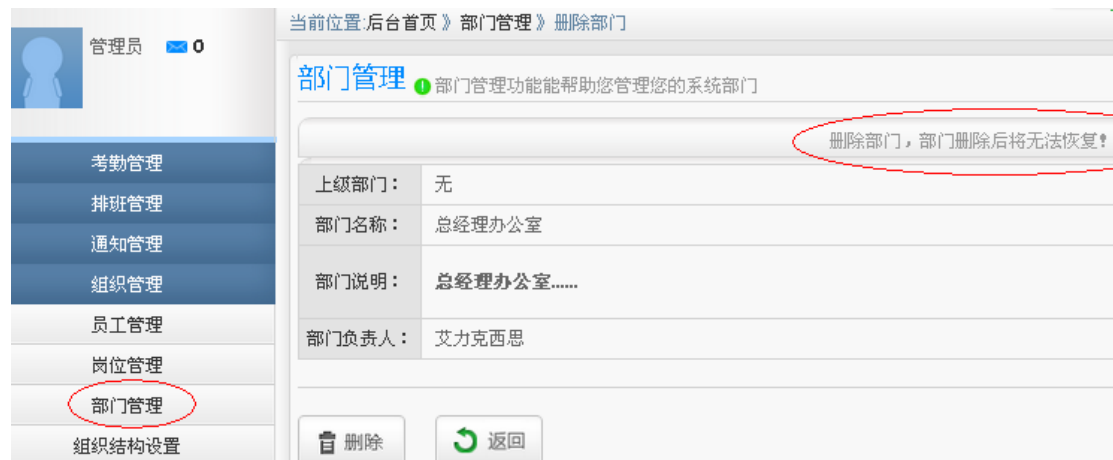 管理员 0
当前位置:后台首页》部门管理》删除部门
部门管理 部门管理功能能帮助您管理您的系统部门
删除部门，部门删除后将无法恢复!
考勤管理
排班管理
通知管理
组织管理
员工管理
岗位管理
部门管理
组织结构设置
上级部门： 无
部门名称： 总经理办公室
部门说明： 总经理办公室......
部门负责人： 艾力克西思
删除 返回